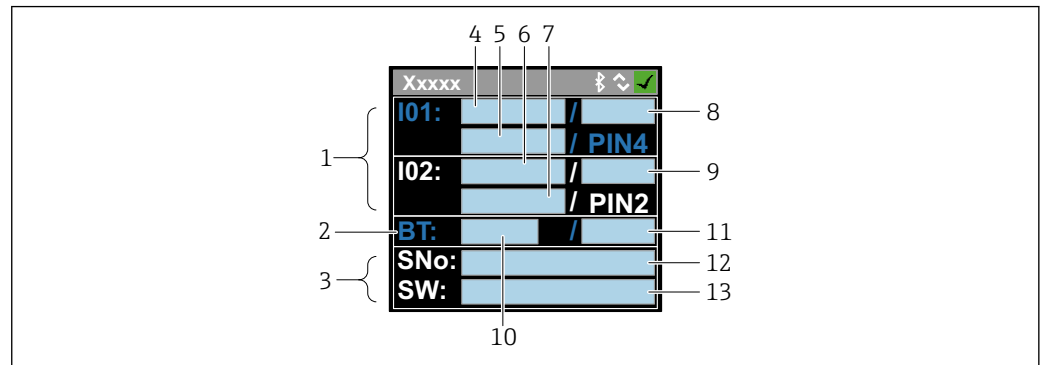 4 5 6 7
Xxxxx
I01: / 8
1 / PIN4
I02: / 9
/ PIN2
2 BT: / 11
3 SNo: 12
SW: 13
10